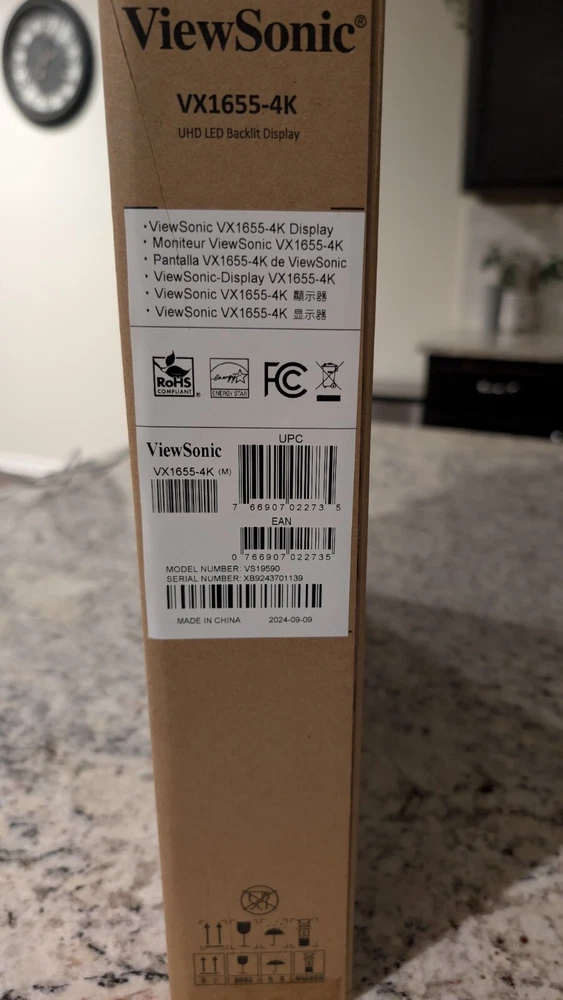 ViewSonic®
VX1655-4K
UHD LED Backlit Display
·ViewSonic VX1655-4K Display
· Moniteur ViewSonic VX1655-4K
· Pantalla VX1655-4K de ViewSonic
· ViewSonic-Display VX1655-4K
· ViewSonic VX1655-4K 顯示器
· ViewSonic VX1655-4K 显示器
RoHS
COMPLIANT
energy
ENERGY STAR
FC
ViewSonic
VX1655-4K (M)
UPC
7 66907 02273 5
EAN
0 766907 022735
MODEL NUMBER: VS19590
SERIAL NUMBER: XB9243701139
MADE IN CHINA 2024-09-09